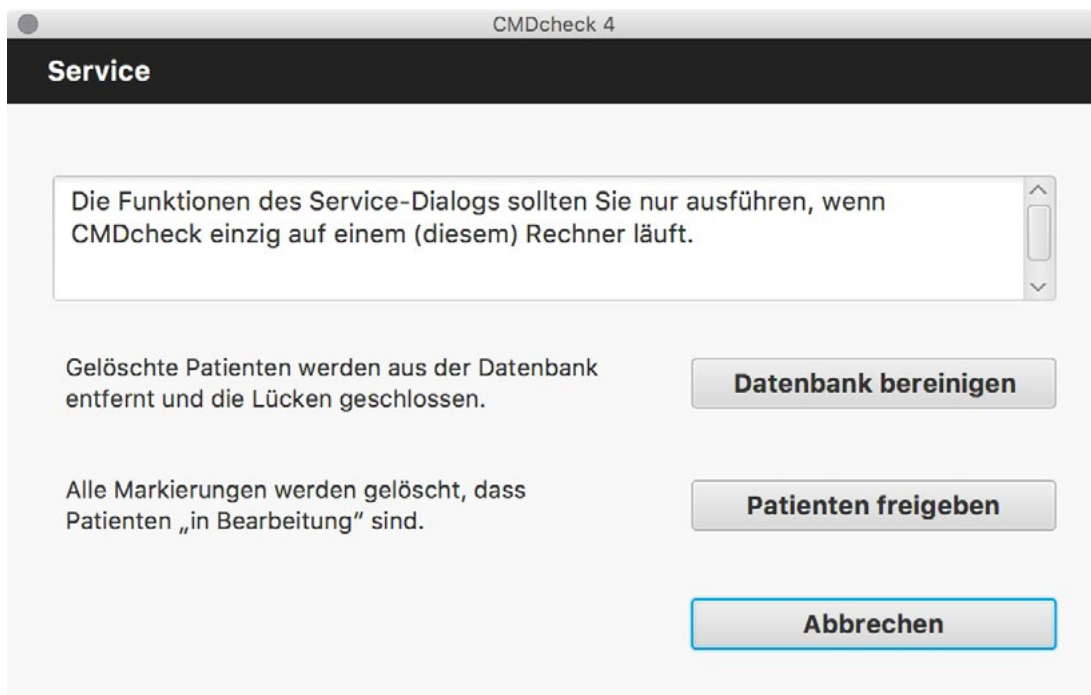 CMDcheck 4
Service
Die Funktionen des Service-Dialogs sollten Sie nur ausführen, wenn
CMDcheck einzig auf einem (diesem) Rechner läuft.
Gelöschte Patienten werden aus der Datenbank
entfernt und die Lücken geschlossen.
Datenbank bereinigen
Alle Markierungen werden gelöscht, dass
Patienten „in Bearbeitung“ sind.
Patienten freigeben
Abbrechen